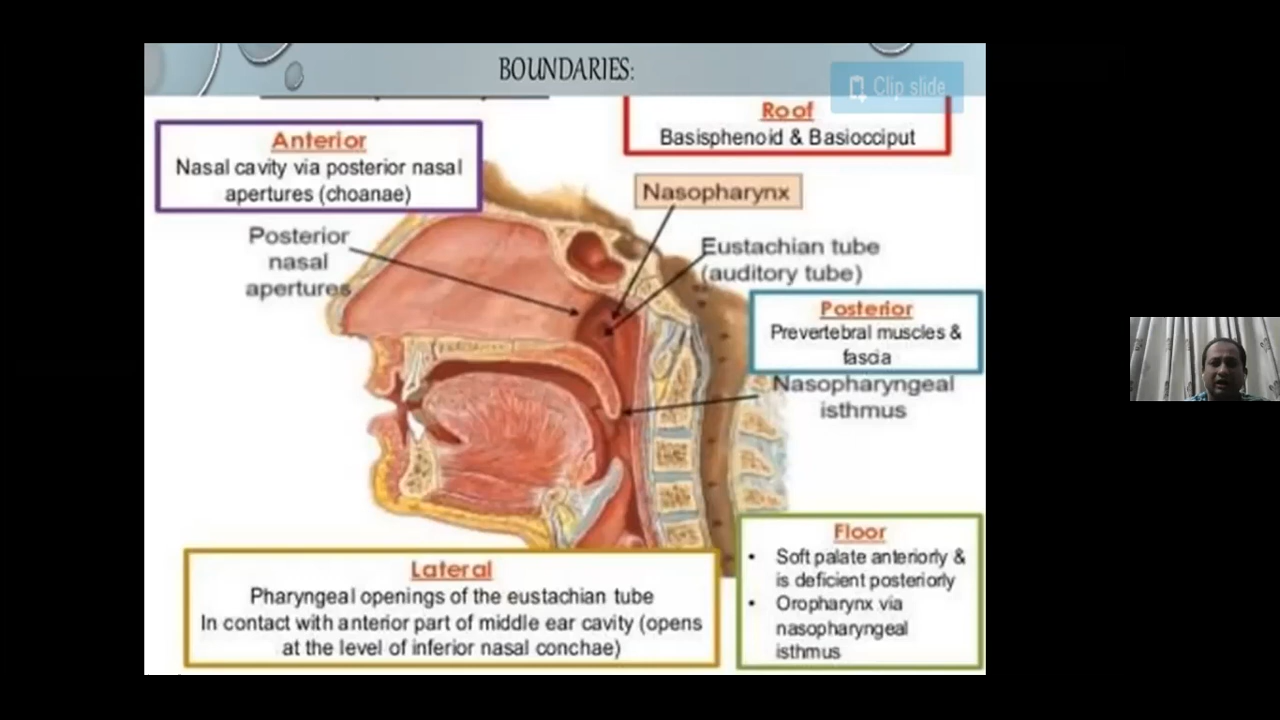 BOUNDARIES:
Clip slide
Roof
Basisphenoid & Basiocciput
Anterior
Nasal cavity via posterior nasal
apertures (choanae)
Nasopharynx
Posterior
nasal
apertures
Eustachian tube
(auditory tube)
Posterior
Prevertebral muscles &
fascia
Nasopharyngeal
isthmus
Lateral
Pharyngeal openings of the eustachian tube
In contact with anterior part of middle ear cavity (opens
at the level of inferior nasal conchae)
Floor
• Soft palate anteriorly &
is deficient posteriorly
• Oropharynx via
nasopharyngeal
isthmus